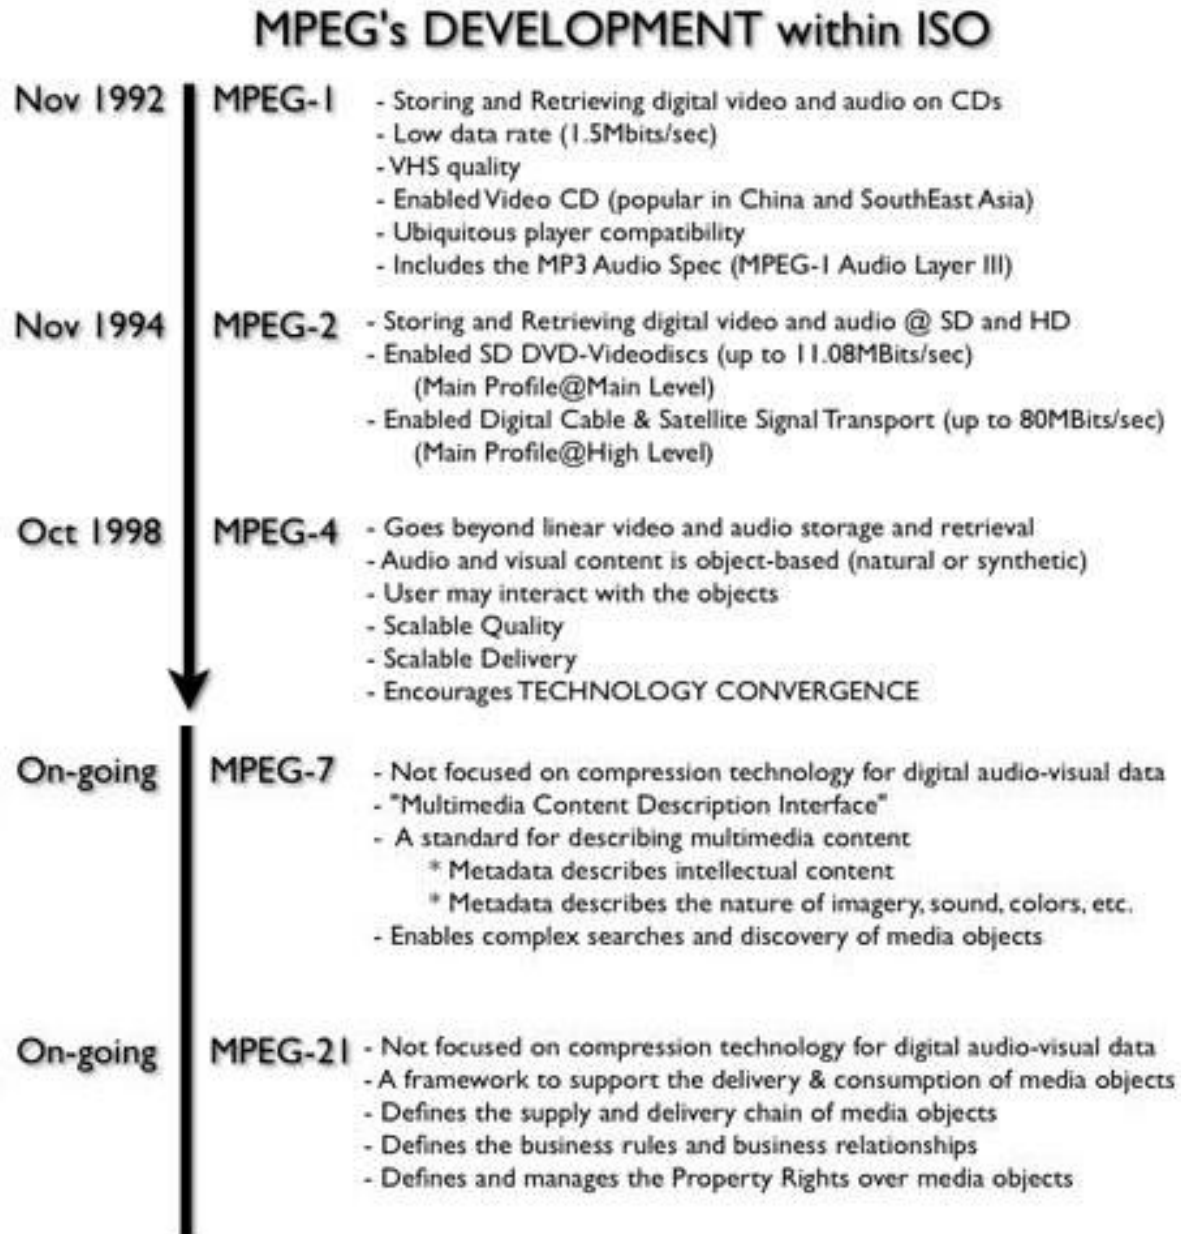 MPEG's DEVELOPMENT within ISO
Nov 1992 MPEG-1 - Storing and Retrieving digital video and audio on CDs
- Low data rate (1.5Mbits/sec)
- VHS quality
- Enabled Video CD (popular in China and SouthEast Asia)
- Ubiquitous player compatibility
- Includes the MP3 Audio Spec (MPEG-1 Audio Layer III)
Nov 1994 MPEG-2 - Storing and Retrieving digital video and audio @ SD and HD
- Enabled SD DVD-Videodiscs (up to 11.08MBits/sec)
(Main Profile@Main Level)
- Enabled Digital Cable & Satellite Signal Transport (up to 80MBits/sec)
(Main Profile@High Level)
Oct 1998 MPEG-4 - Goes beyond linear video and audio storage and retrieval
- Audio and visual content is object-based (natural or synthetic)
- User may interact with the objects
- Scalable Quality
- Scalable Delivery
- Encourages TECHNOLOGY CONVERGENCE
On-going MPEG-7 - Not focused on compression technology for digital audio-visual data
- "Multimedia Content Description Interface"
- A standard for describing multimedia content
* Metadata describes intellectual content
* Metadata describes the nature of imagery, sound, colors, etc.
- Enables complex searches and discovery of media objects
On-going MPEG-21 - Not focused on compression technology for digital audio-visual data
- A framework to support the delivery & consumption of media objects
- Defines the supply and delivery chain of media objects
- Defines the business rules and business relationships
- Defines and manages the Property Rights over media objects